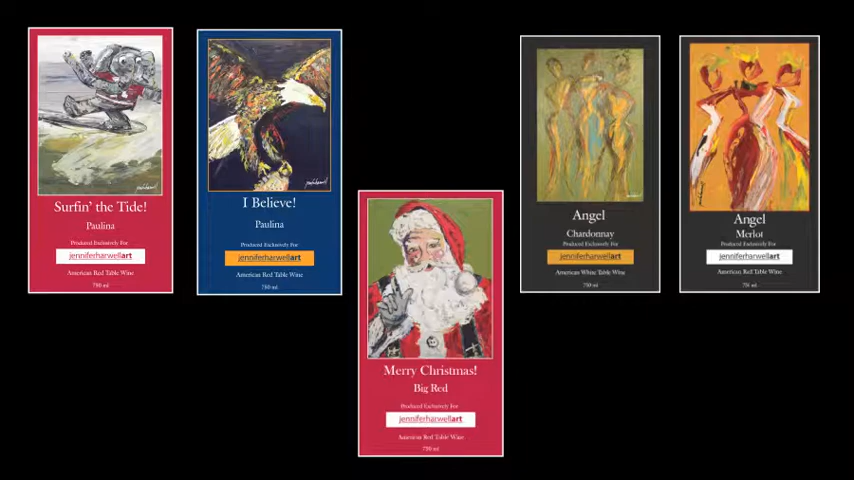 Surfin' the Tide!
Paulina
Produced Exclusively For
jenniferharwellart
American Red Table Wine
750 ml
I Believe!
Paulina
Produced Exclusively For
jenniferharwellart
American Red Table Wine
750 ml
Merry Christmas!
Big Red
Produced Exclusively For
jenniferharwellart
American Red Table Wine
750 ml
Angel
Chardonnay
Produced Exclusively For
jenniferharwellart
American White Table Wine
750 ml
Angel
Merlot
Produced Exclusively For
jenniferharwellart
American Red Table Wine